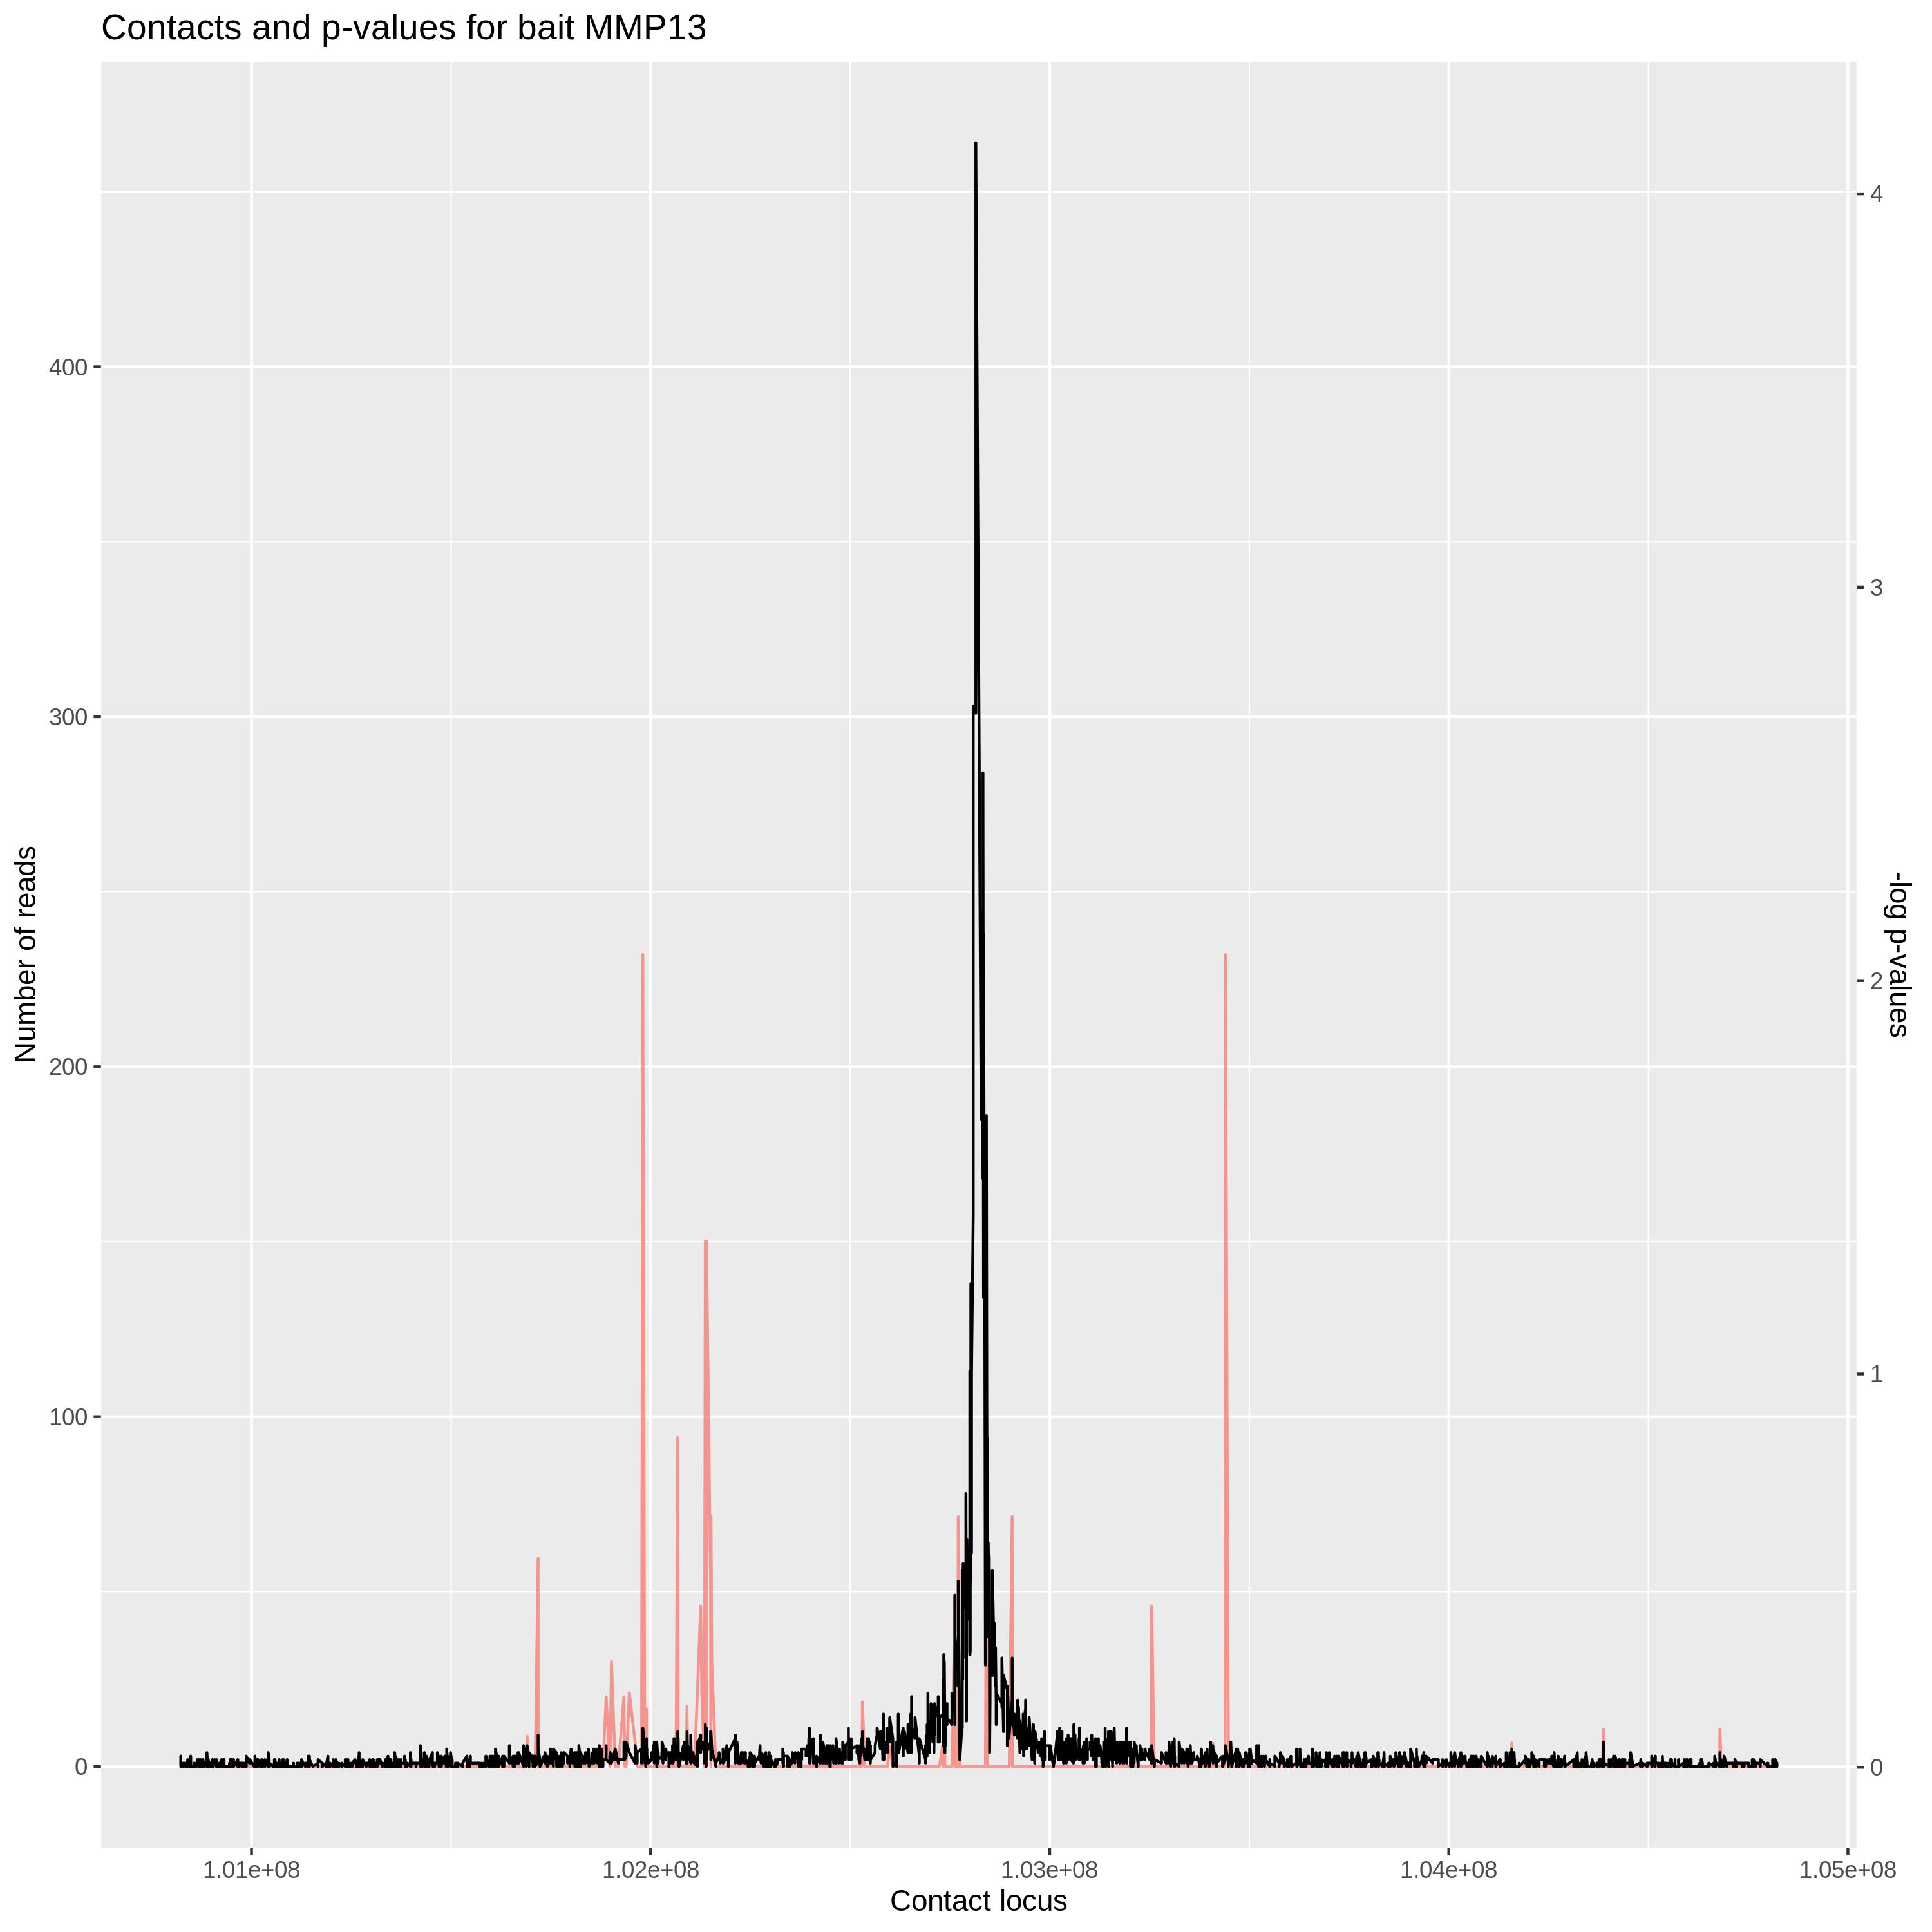 Contacts and p-values for bait MMP13
Number of reads
400
300
200
100
0
4
3
2
1
0
-log p-values
1.01e+08 1.02e+08 1.03e+08 1.04e+08 1.05e+08
Contact locus